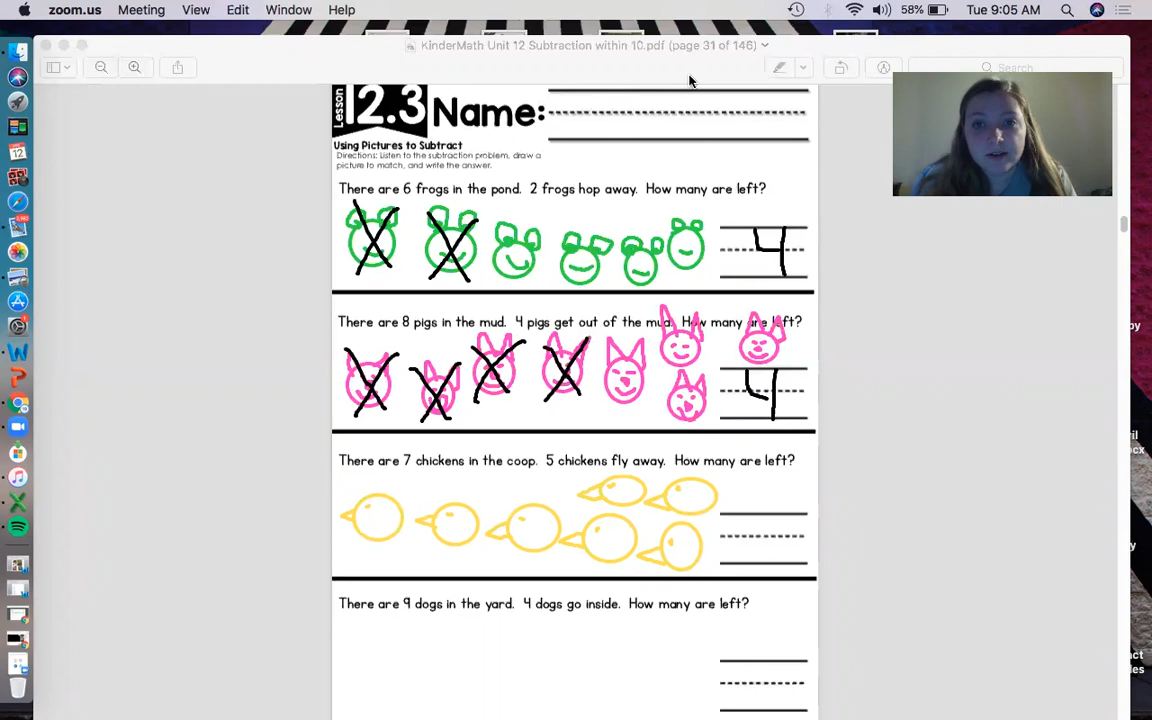 zoom.us Meeting View Edit Window Help 58% Tue 9:05 AM
KinderMath Unit 12 Subtraction within 10.pdf (page 31 of 146)
Search
Lesson 12.3 Name:
Using Pictures to Subtract
Directions: Listen to the subtraction problem, draw a
picture to match, and write the answer.
There are 6 frogs in the pond. 2 frogs hop away. How many are left?
4
There are 8 pigs in the mud. 4 pigs get out of the mud. How many are left?
4
There are 7 chickens in the coop. 5 chickens fly away. How many are left?
There are 9 dogs in the yard. 4 dogs go inside. How many are left?